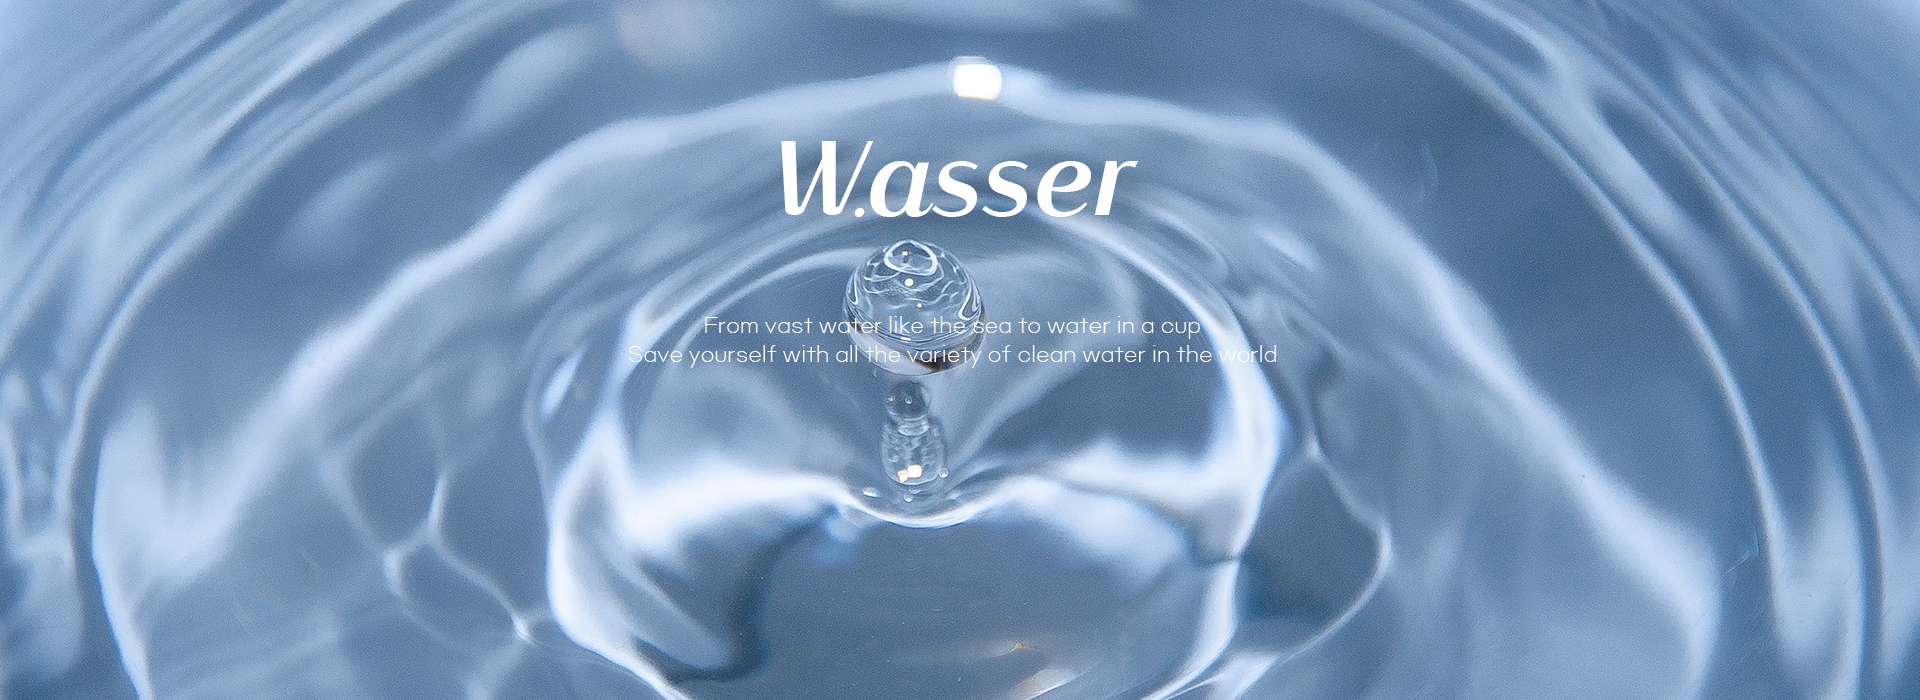 W.asser
From vast water like the sea to water in a cup
Save yourself with all the variety of clean water in the world